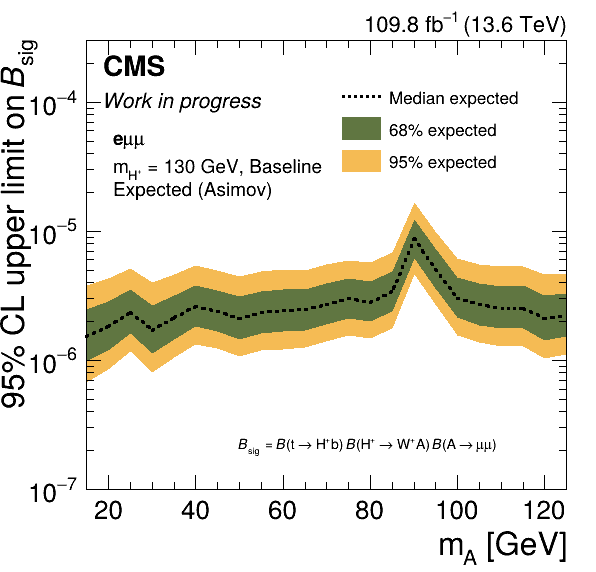 109.8 fb⁻¹ (13.6 TeV)
CMS
Work in progress
eμμ
m_H⁺ = 130 GeV, Baseline
Expected (Asimov)
Median expected
68% expected
95% expected
95% CL upper limit on B_sig
10⁻⁴
10⁻⁵
10⁻⁶
10⁻⁷
B_sig = B(t → H⁺b) B(H⁺ → W⁺A) B(A → μμ)
20 40 60 80 100 120
m_A [GeV]